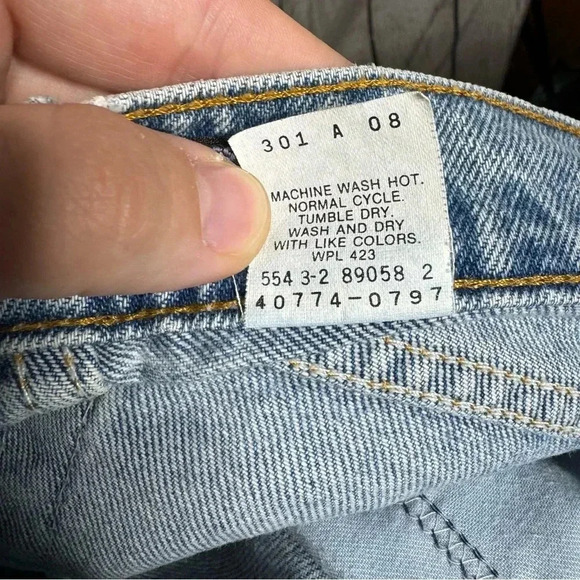 301 A 08
MACHINE WASH HOT.
NORMAL CYCLE.
TUMBLE DRY.
WASH AND DRY
WITH LIKE COLORS.
WPL 423
554 3-2 89058 2
40774-0797